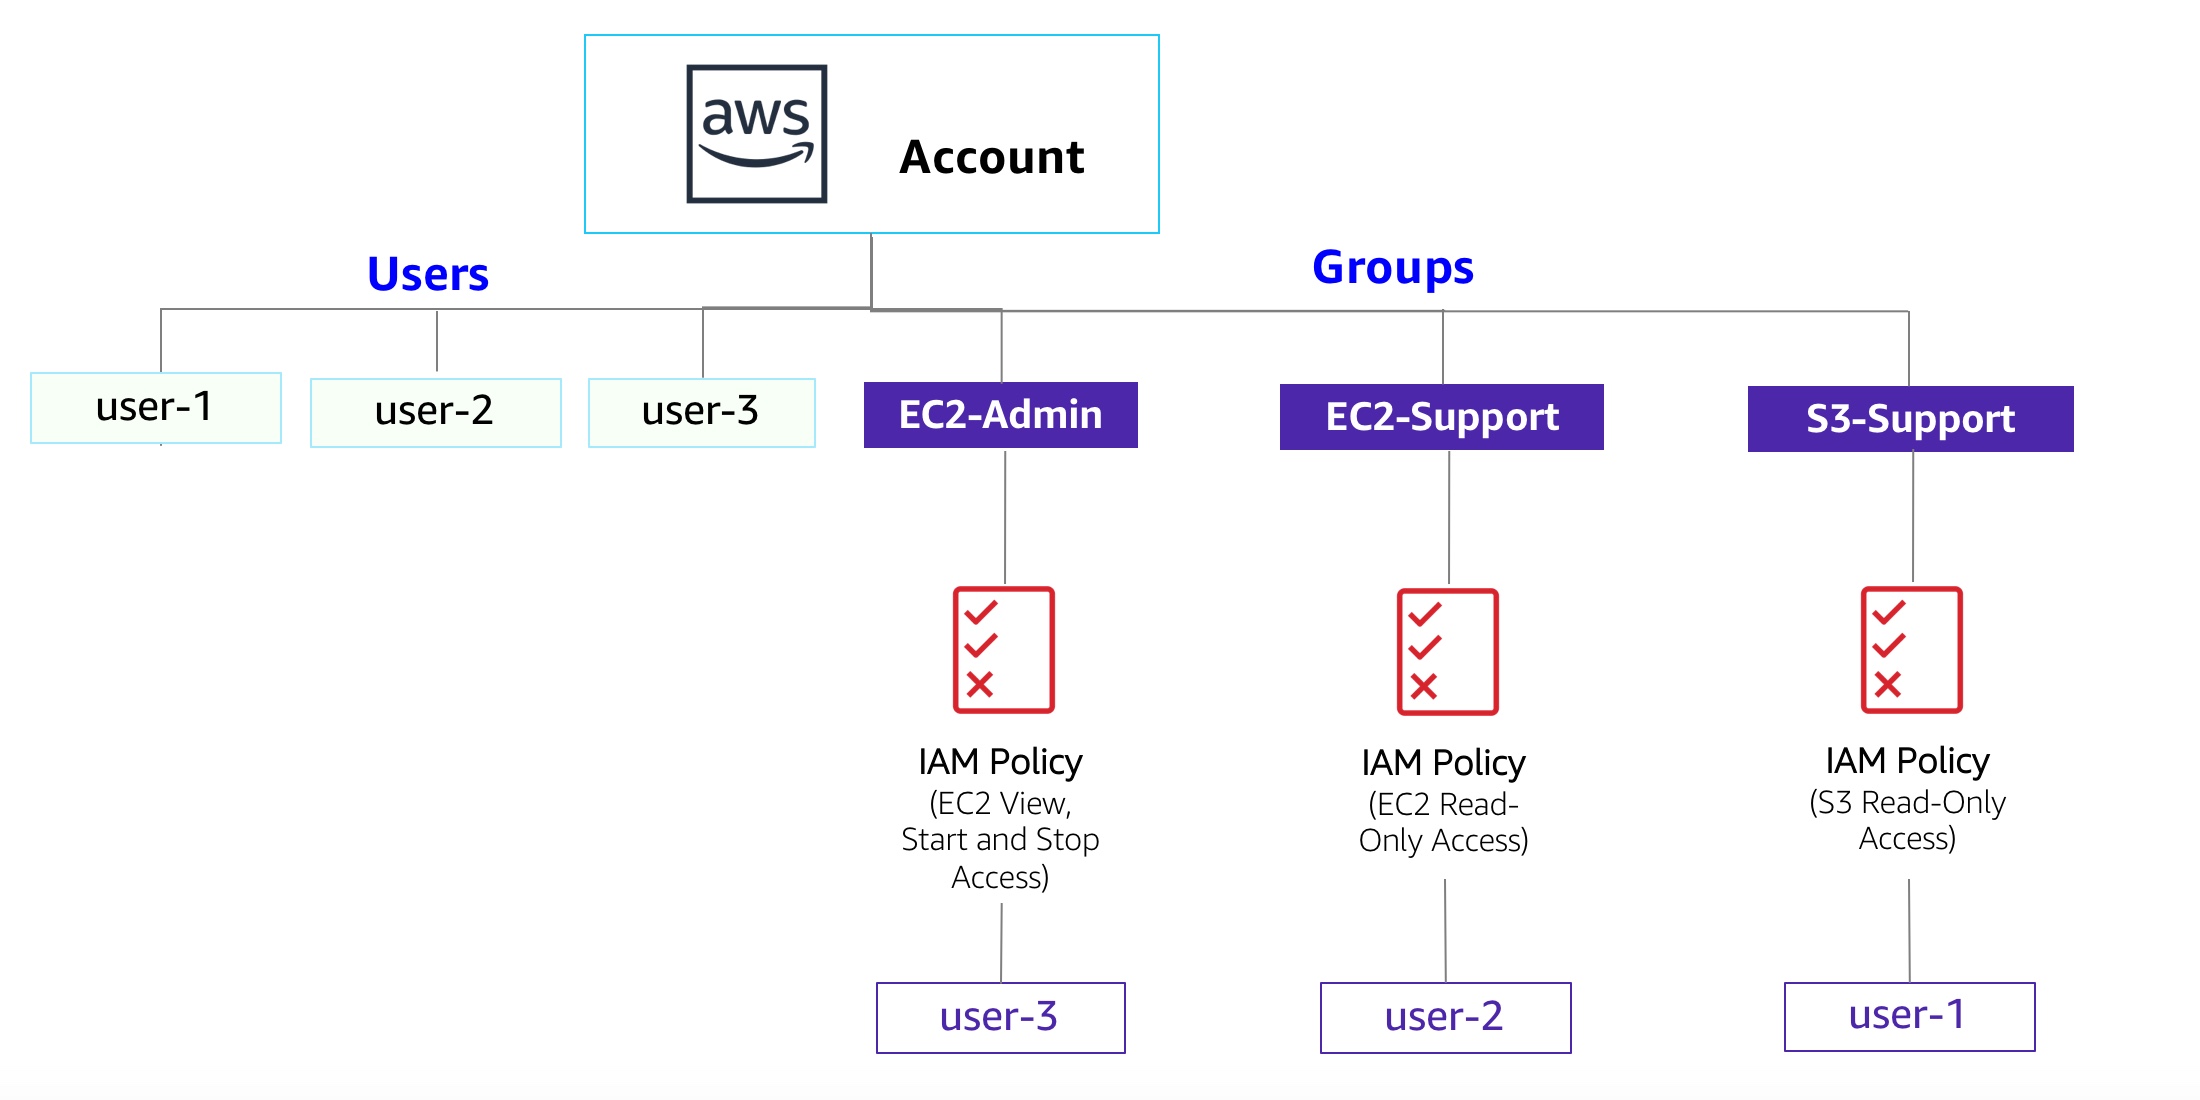 aws
Account
Users
Groups
user-1
user-2
user-3
EC2-Admin
EC2-Support
S3-Support
IAM Policy
(EC2 View,
Start and Stop
Access)
IAM Policy
(EC2 Read-
Only Access)
IAM Policy
(S3 Read-Only
Access)
user-3
user-2
user-1